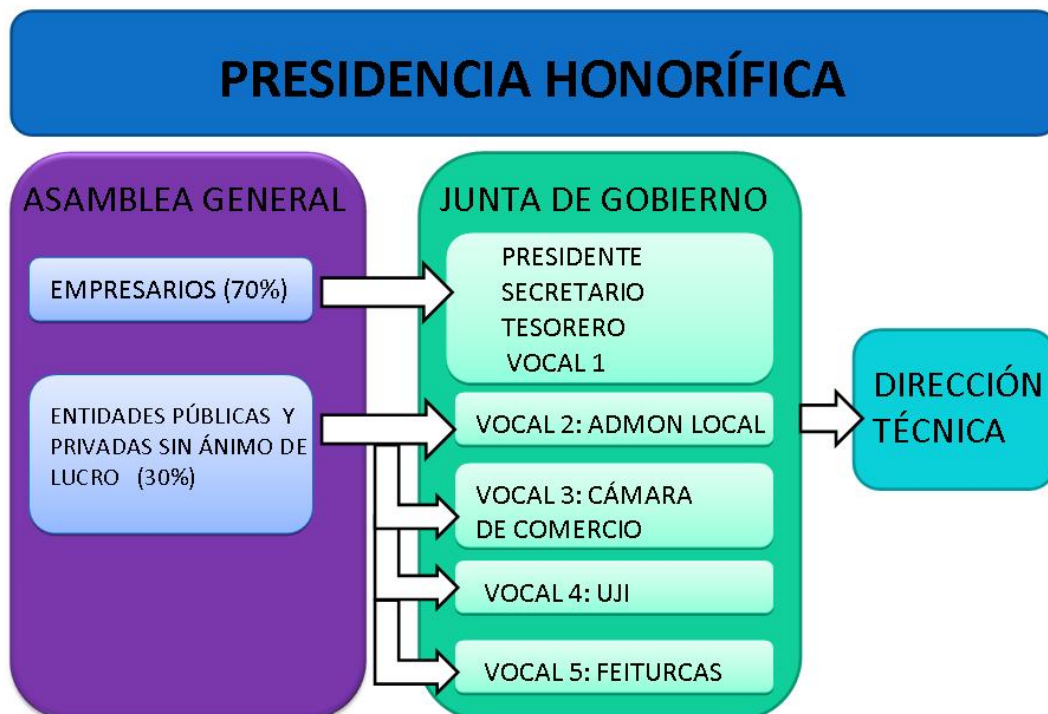 PRESIDENCIA HONORÍFICA
ASAMBLEA GENERAL
EMPRESARIOS (70%)
ENTIDADES PÚBLICAS Y
PRIVADAS SIN ÁNIMO DE
LUCRO (30%)
JUNTA DE GOBIERNO
PRESIDENTE
SECRETARIO
TESORERO
VOCAL 1
VOCAL 2: ADMON LOCAL
VOCAL 3: CÁMARA
DE COMERCIO
VOCAL 4: UJI
VOCAL 5: FEITURCAS
DIRECCIÓN
TÉCNICA